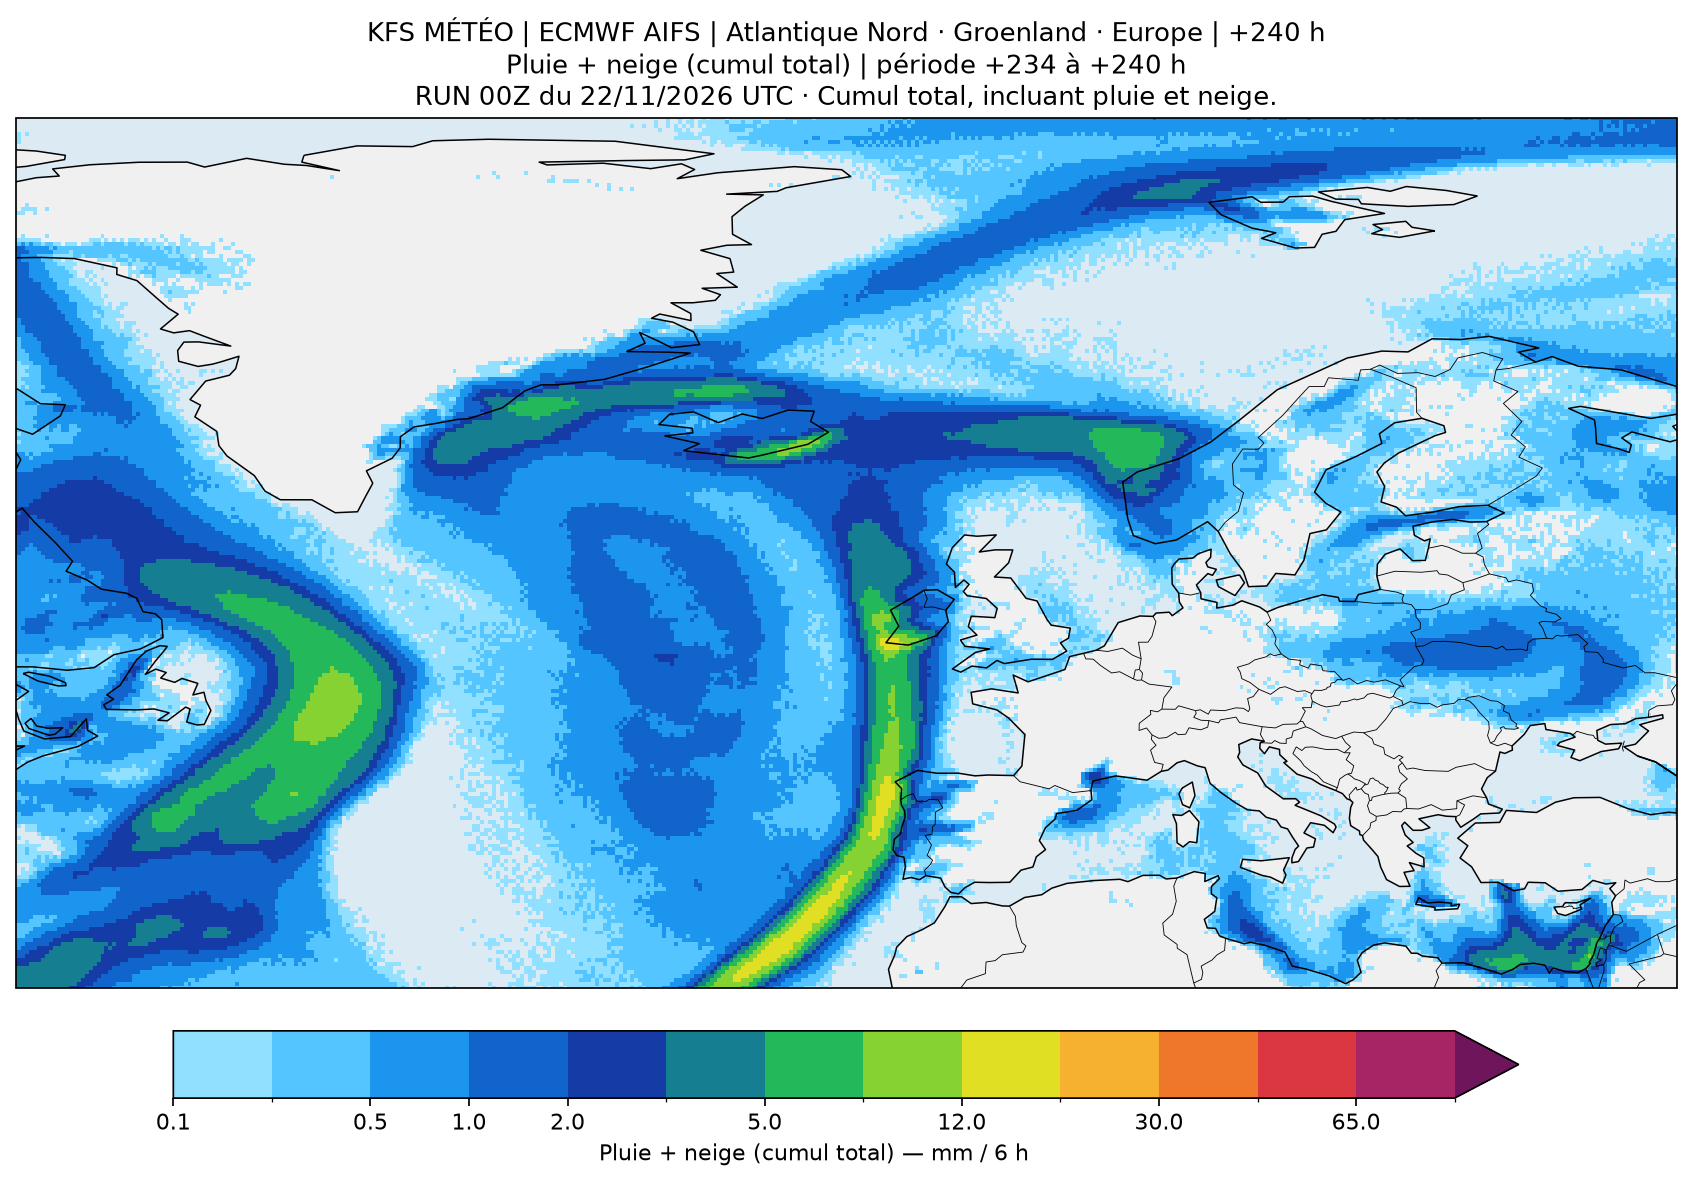 KFS MÉTÉO | ECMWF AIFS | Atlantique Nord · Groenland · Europe | +240 h
Pluie + neige (cumul total) | période +234 à +240 h
RUN 00Z du 22/11/2026 UTC · Cumul total, incluant pluie et neige.
0.1 0.5 1.0 2.0 5.0 12.0 30.0 65.0
Pluie + neige (cumul total) — mm / 6 h